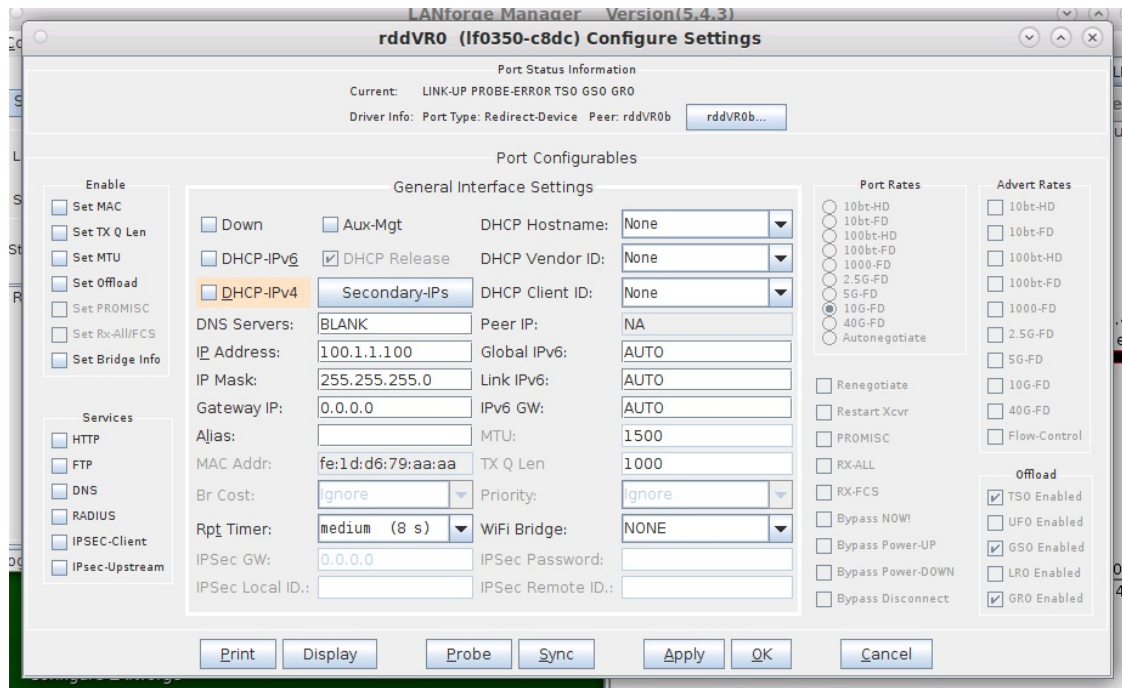 LANforge Manager Version(5.4.3)
rddVR0 (lf0350-c8dc) Configure Settings
Port Status Information
Current: LINK-UP PROBE-ERROR TSO GSO GRO
Driver Info: Port Type: Redirect-Device Peer: rddVR0b rddVR0b...
Port Configurables
Enable
Set MAC
Set TX Q Len
Set MTU
Set Offload
Set PROMISC
Set Rx-All/FCS
Set Bridge Info
Services
HTTP
FTP
DNS
RADIUS
IPSEC-Client
IPsec-Upstream
General Interface Settings
Down Aux-Mgt DHCP Hostname: None
DHCP-IPv6 DHCP Release DHCP Vendor ID: None
DHCP-IPv4 Secondary-IPs DHCP Client ID: None
DNS Servers: BLANK Peer IP: NA
IP Address: 100.1.1.100 Global IPv6: AUTO
IP Mask: 255.255.255.0 Link IPv6: AUTO
Gateway IP: 0.0.0.0 IPv6 GW: AUTO
Alias: MTU: 1500
MAC Addr: fe:1d:d6:79:aa:aa TX Q Len 1000
Br Cost: Ignore Priority: Ignore
Rpt Timer: medium (8 s) WiFi Bridge: NONE
IPSec GW: 0.0.0.0 IPSec Password:
IPSec Local ID.: IPSec Remote ID.:
Port Rates
10bt-HD
10bt-FD
100bt-HD
100bt-FD
1000-FD
2.5G-FD
5G-FD
10G-FD
40G-FD
Autonegotiate
Renegotiate
Restart Xcvr
PROMISC
RX-ALL
RX-FCS
Bypass NOW!
Bypass Power-UP
Bypass Power-DOWN
Bypass Disconnect
Advert Rates
10bt-HD
10bt-FD
100bt-HD
100bt-FD
1000-FD
2.5G-FD
5G-FD
10G-FD
40G-FD
Flow-Control
Offload
TSO Enabled
UFO Enabled
GSO Enabled
LRO Enabled
GRO Enabled
Print Display Probe Sync Apply OK Cancel